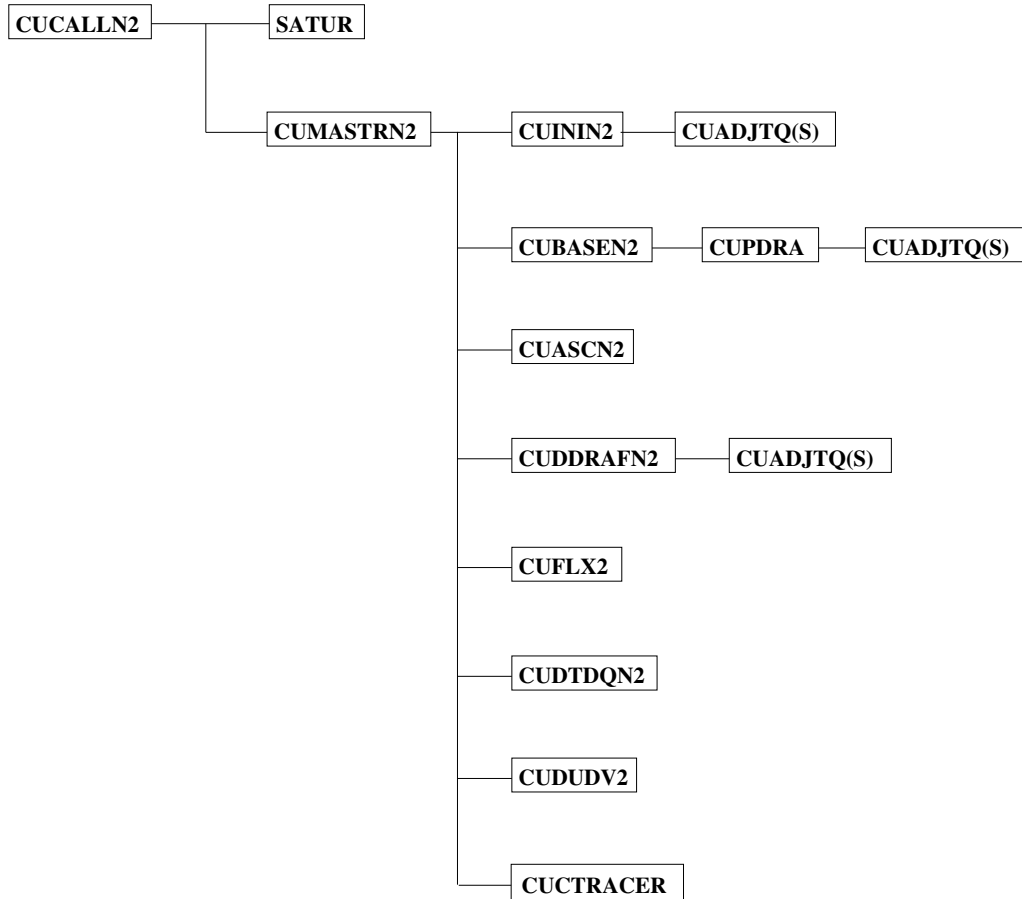 CUCALLN2 SATUR
CUMASTRN2 CUININ2 CUADJTQ(S)
CUBASEN2 CUPDRA CUADJTQ(S)
CUASCN2
CUDDRAFN2 CUADJTQ(S)
CUFLX2
CUDTDQN2
CUDUDV2
CUCTRACER